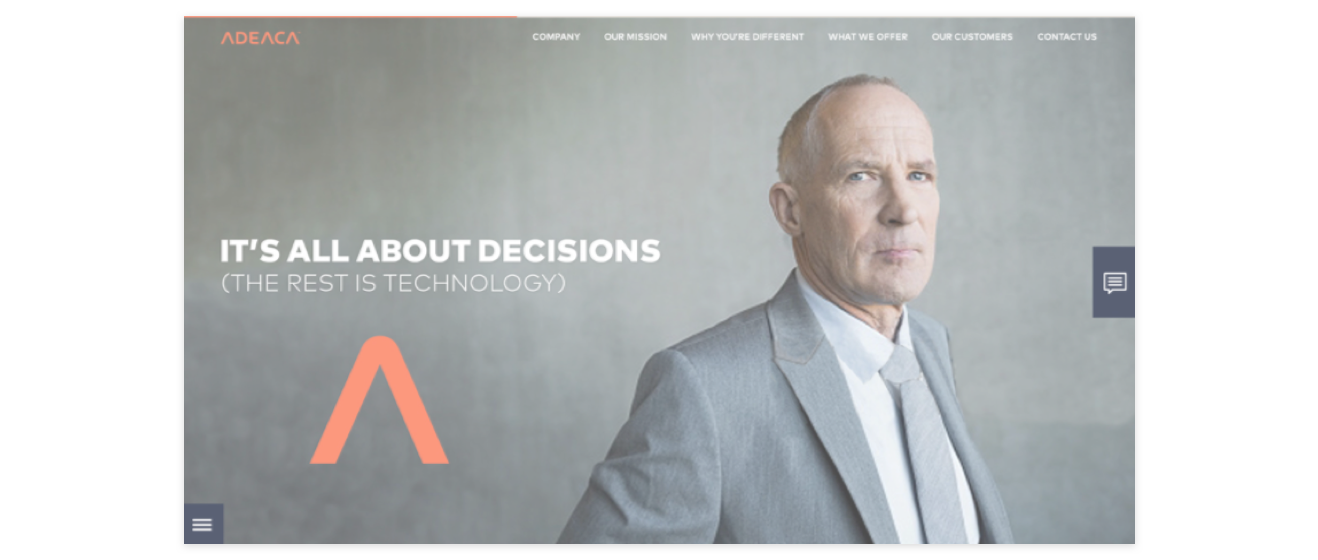 ADEACA
COMPANY OUR MISSION WHY YOU'RE DIFFERENT WHAT WE OFFER OUR CUSTOMERS CONTACT US
IT'S ALL ABOUT DECISIONS
(THE REST IS TECHNOLOGY)